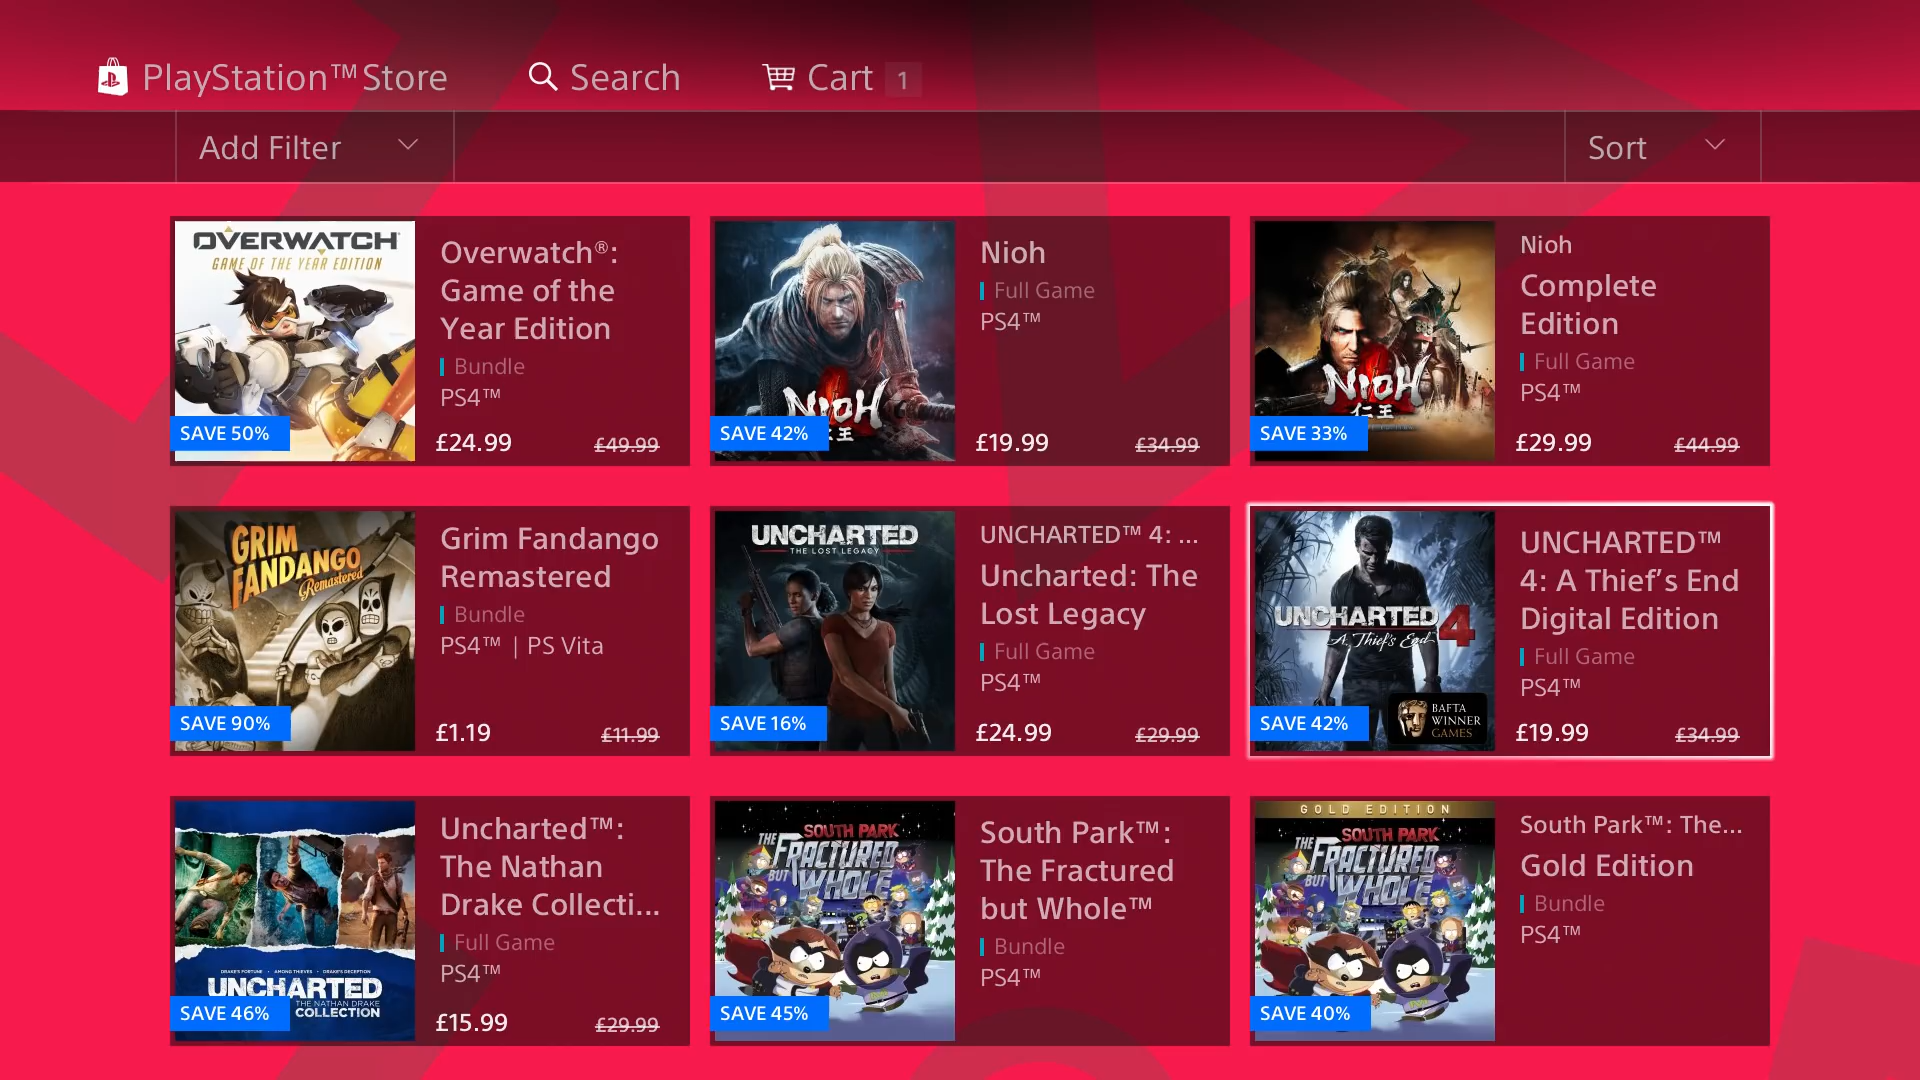 PlayStation™Store
Search
Cart 1
Add Filter
Sort
OVERWATCH
GAME OF THE YEAR EDITION
SAVE 50%
Overwatch®:
Game of the
Year Edition
Bundle
PS4™
£24.99 £49.99
NIOH
SAVE 42%
Nioh
Full Game
PS4™
£19.99 £34.99
NIOH
仁王
SAVE 33%
Nioh
Complete
Edition
Full Game
PS4™
£29.99 £44.99
GRIM
FANDANGO
Remastered
SAVE 90%
Grim Fandango
Remastered
Bundle
PS4™ | PS Vita
£1.19 £11.99
UNCHARTED
THE LOST LEGACY
SAVE 16%
UNCHARTED™ 4: ...
Uncharted: The
Lost Legacy
Full Game
PS4™
£24.99 £29.99
UNCHARTED 4
A Thief's End
BAFTA
WINNER
GAMES
SAVE 42%
UNCHARTED™
4: A Thief’s End
Digital Edition
Full Game
PS4™
£19.99 £34.99
DRAKE'S FORTUNE • AMONG THIEVES • DRAKE'S DECEPTION
UNCHARTED
THE NATHAN DRAKE
COLLECTION
SAVE 46%
Uncharted™:
The Nathan
Drake Collecti...
Full Game
PS4™
£15.99 £29.99
SOUTH PARK
THE FRACTURED
BUT WHOLE
SAVE 45%
South Park™:
The Fractured
but Whole™
Bundle
PS4™
GOLD EDITION
SOUTH PARK
THE FRACTURED
BUT WHOLE
SAVE 40%
South Park™: The...
Gold Edition
Bundle
PS4™